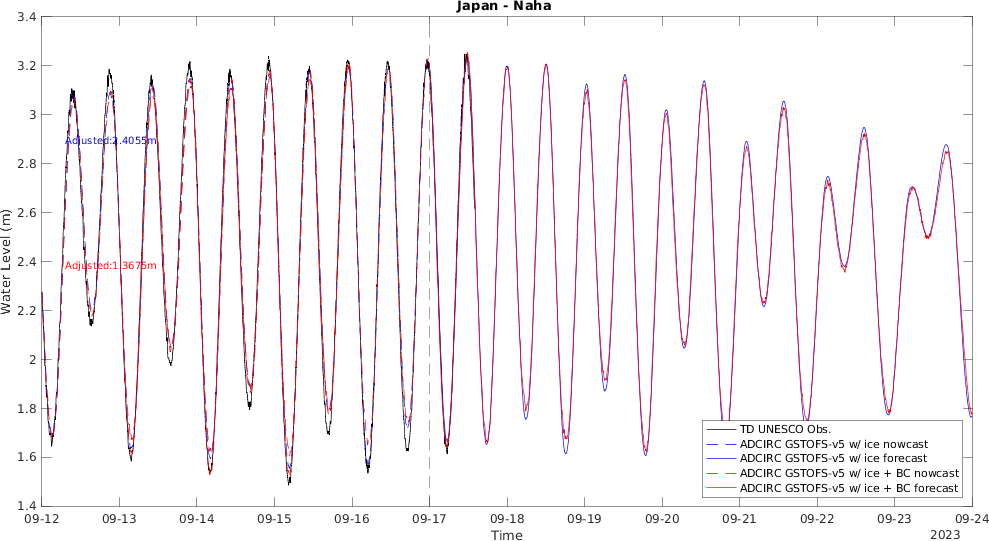 Japan - Naha
3.4
3.2
3
2.8
2.6
2.4
2.2
2
1.8
1.6
1.4
Water Level (m)
Adjusted:2.4055m
Adjusted:1.3675m
TD UNESCO Obs.
ADCIRC GSTOFS-v5 w/ ice nowcast
ADCIRC GSTOFS-v5 w/ ice forecast
ADCIRC GSTOFS-v5 w/ ice + BC nowcast
ADCIRC GSTOFS-v5 w/ ice + BC forecast
09-12 09-13 09-14 09-15 09-16 09-17 09-18 09-19 09-20 09-21 09-22 09-23 09-24
Time
2023